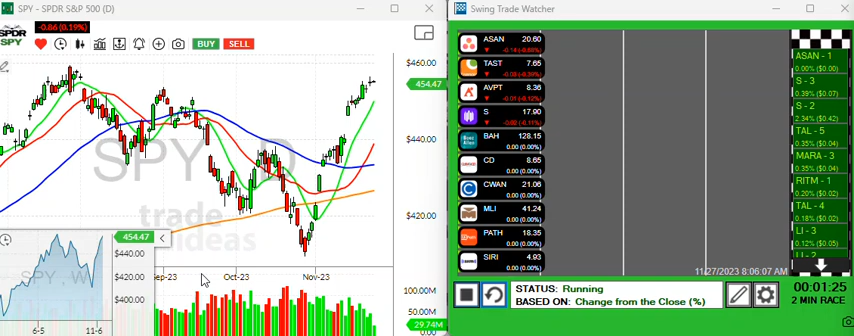 SPY - SPDR S&P 500 (D)
SPDR
SPY
-0.86 (0.19%)
BUY
SELL
$460.00
454.47
$440.00
$420.00
SPY : D
trade
ideas
Sep-23
Oct-23
Nov-23
100.00M
50.00M
29.74M
454.47
$440.00
$420.00
$400.00
SPY : W
6-5
11-6
Swing Trade Watcher
ASAN 20.60
TAST 7.65
AVPT 8.36
S 17.90
BAH 128.15
0.00 (0.00%)
CD 8.65
0.00 (0.00%)
CWAN 21.06
0.00 (0.00%)
MLI 41.24
0.00 (0.00%)
PATH 18.35
0.00 (0.00%)
SIRI 4.93
0.00 (0.00%)
11/27/2023 8:06:07 AM
ASAN - 1
0.00% ($0.00)
S - 3
0.39% ($0.07)
S - 2
2.34% ($0.42)
TAL - 5
0.35% ($0.04)
MARA - 3
0.35% ($0.04)
RITM - 1
0.20% ($0.02)
TAL - 4
0.18% ($0.02)
LI - 3
0.12% ($0.05)
LI - 2
STATUS: Running
BASED ON: Change from the Close (%)
00:01:25
2 MIN RACE